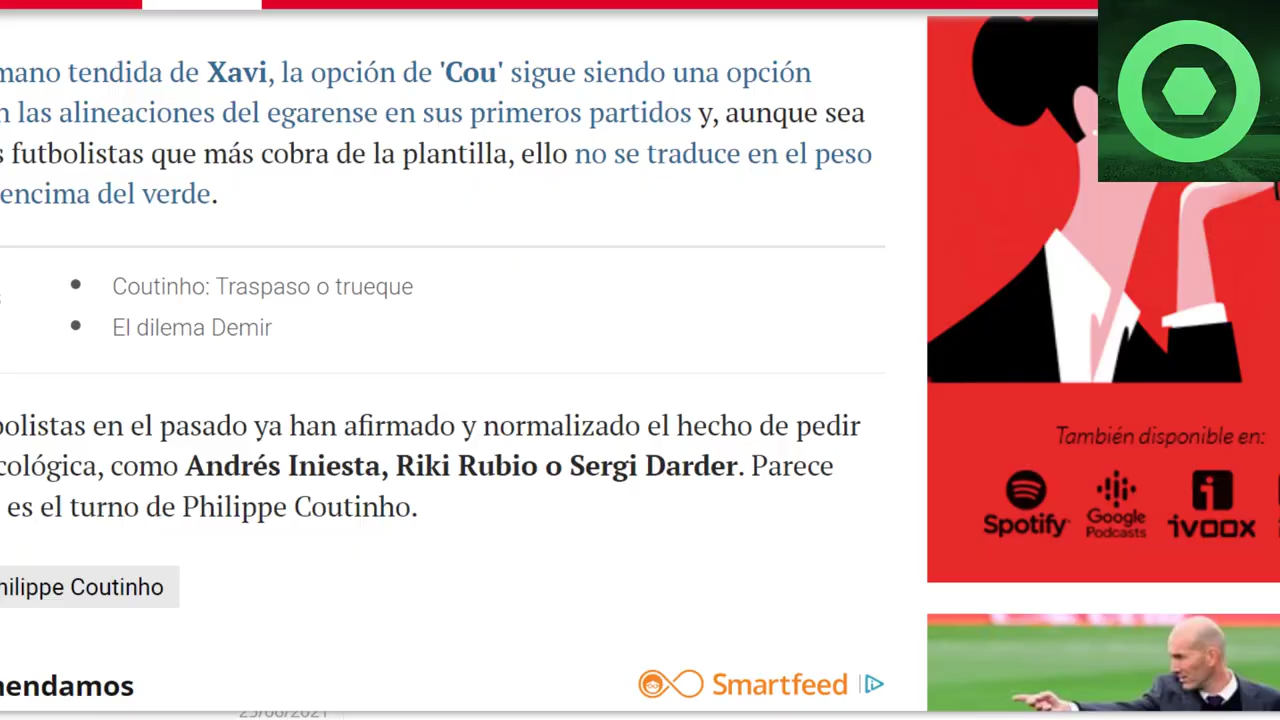 mano tendida de Xavi, la opción de 'Cou' sigue siendo una opción
n las alineaciones del egarense en sus primeros partidos y, aunque sea
s futbolistas que más cobra de la plantilla, ello no se traduce en el peso
encima del verde.
Coutinho: Traspaso o trueque
El dilema Demir
bolistas en el pasado ya han afirmado y normalizado el hecho de pedir
cológica, como Andrés Iniesta, Riki Rubio o Sergi Darder. Parece
es el turno de Philippe Coutinho.
hilippe Coutinho
mendamos
Smartfeed
También disponible en:
Spotify
Google
Podcasts
iVOOX